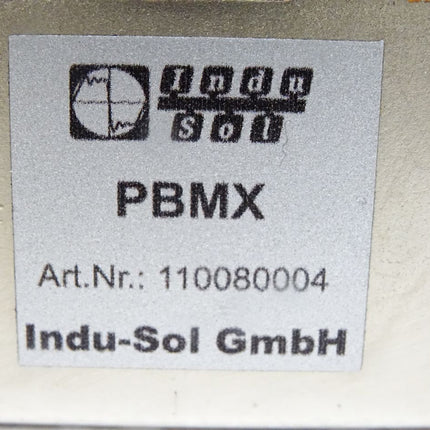 Indu
Sol
PBMX
Art.Nr.: 110080004
Indu-Sol GmbH